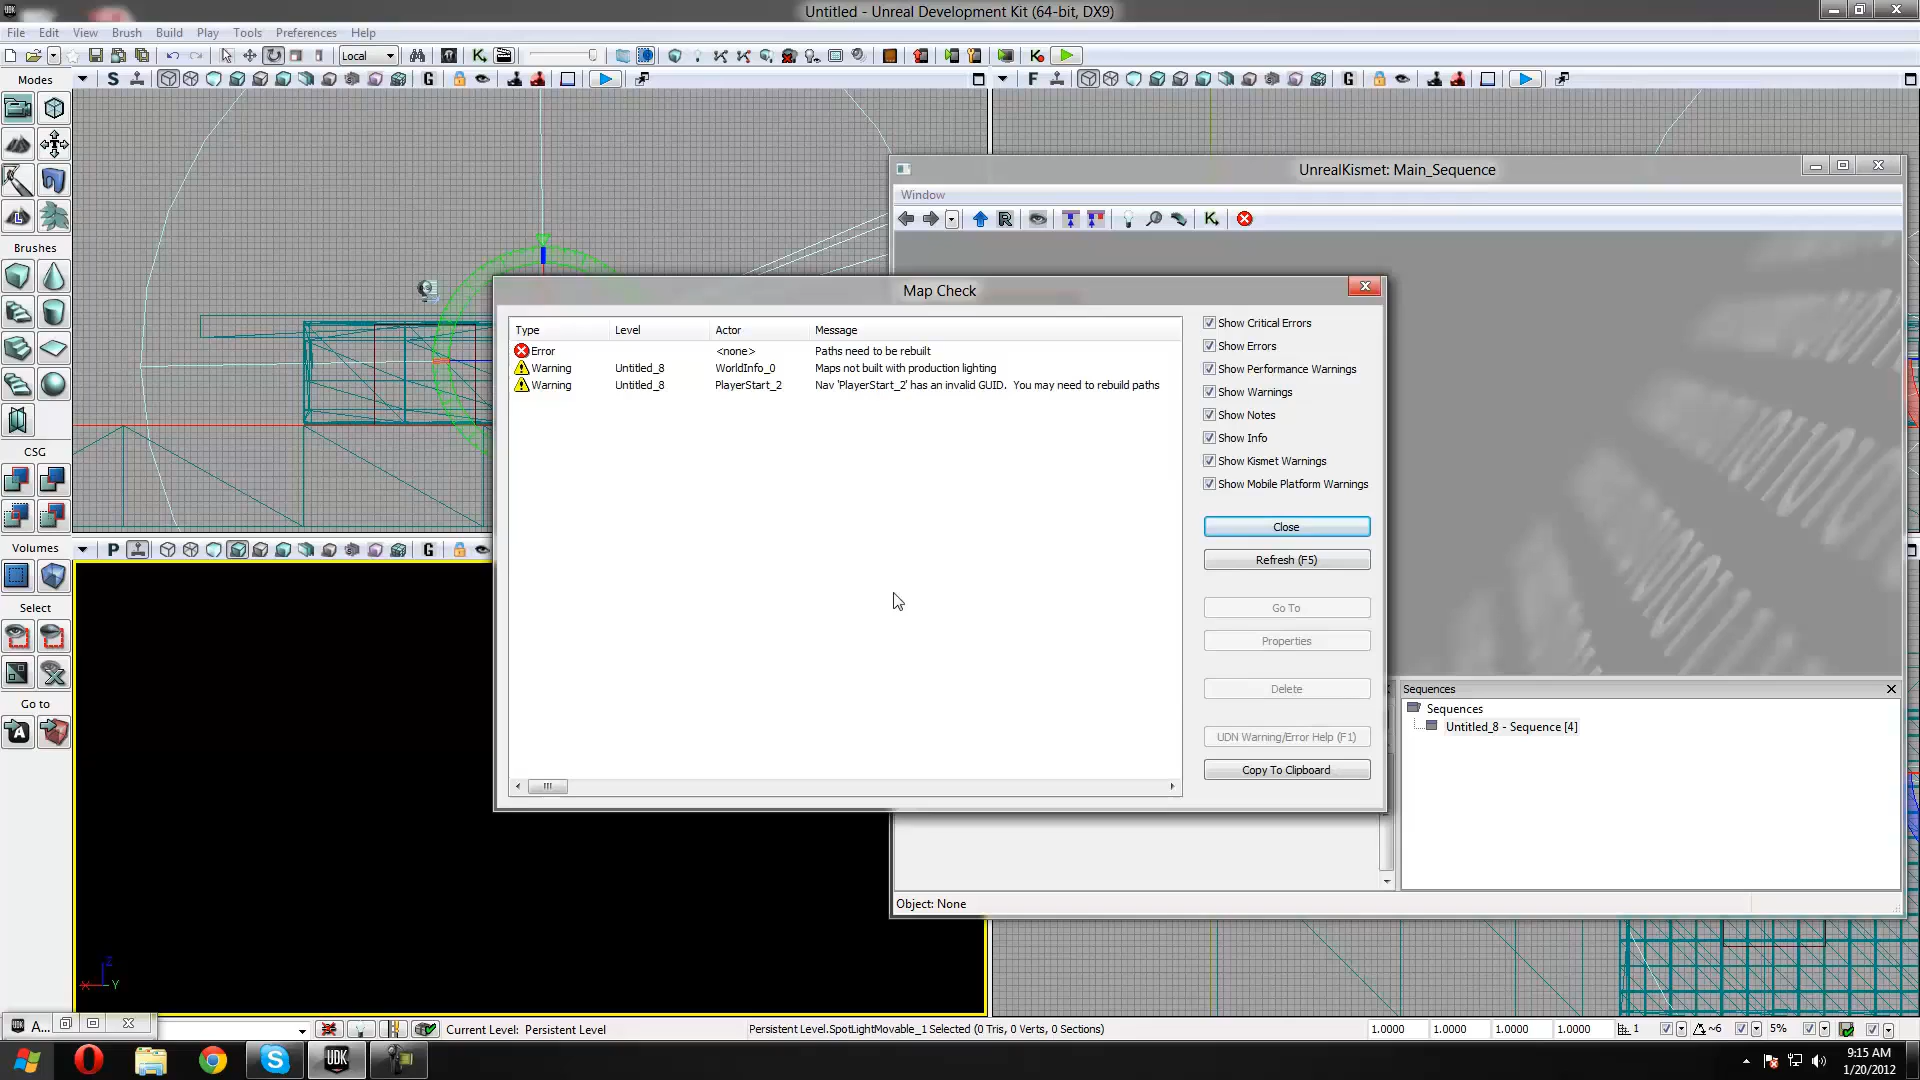 Untitled - Unreal Development Kit (64-bit, DX9)
File Edit View Brush Build Play Tools Preferences Help
Local
Modes
S
G
F
G
UnrealKismet: Main_Sequence
Window
R
K
Brushes
Map Check
Type Level Actor Message
Error <none> Paths need to be rebuilt
Warning Untitled_8 WorldInfo_0 Maps not built with production lighting
Warning Untitled_8 PlayerStart_2 Nav 'PlayerStart_2' has an invalid GUID. You may need to rebuild paths
Show Critical Errors
Show Errors
Show Performance Warnings
Show Warnings
Show Notes
Show Info
Show Kismet Warnings
Show Mobile Platform Warnings
Close
Refresh (F5)
Go To
Properties
Delete
UDN Warning/Error Help (F1)
Copy To Clipboard
CSG
Volumes
P
G
Select
Go to
Sequences
Sequences
Untitled_8 - Sequence [4]
Object: None
Z
X Y
A...
Current Level: Persistent Level
Persistent Level.SpotLightMovable_1 Selected (0 Tris, 0 Verts, 0 Sections)
1.0000 1.0000 1.0000 1.0000
1
~6
5%
UDK
9:15 AM
1/20/2012